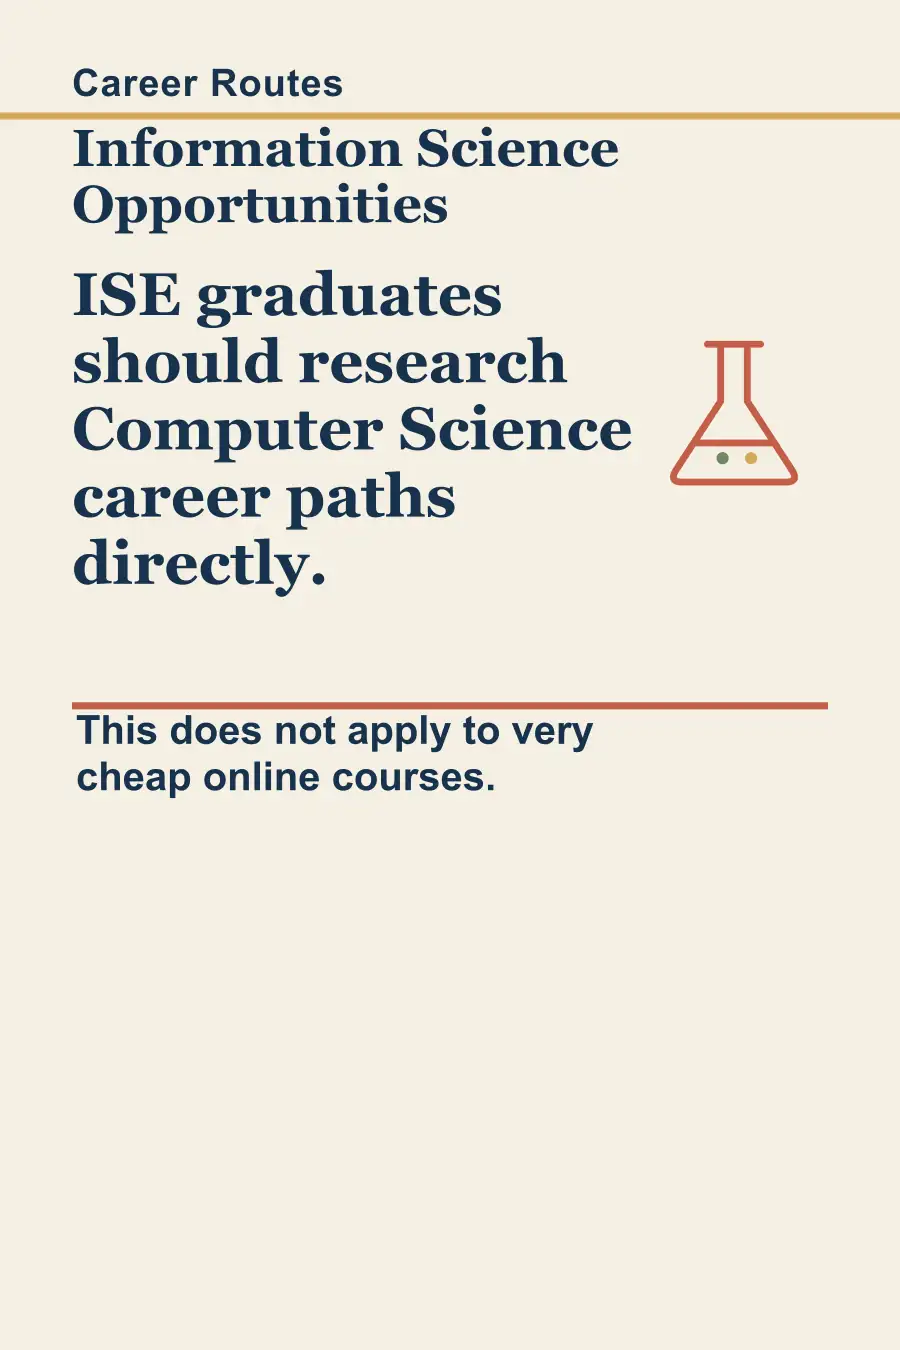 Career Routes
Information Science
Opportunities
ISE graduates
should research
Computer Science
career paths
directly.
This does not apply to very
cheap online courses.